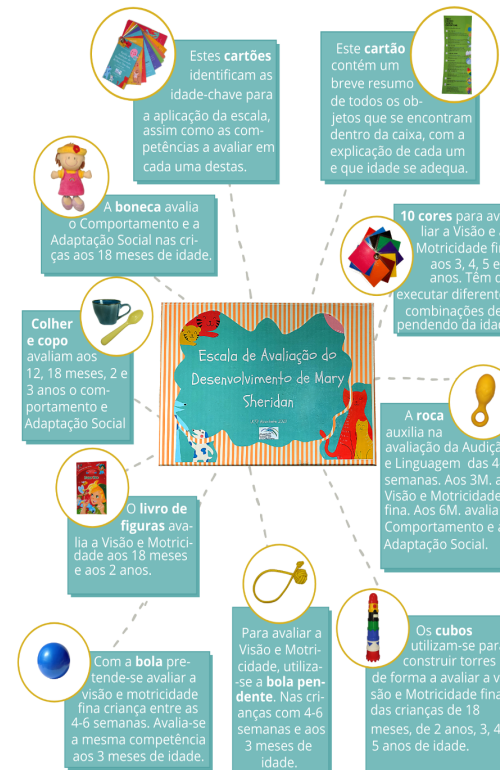 Estes cartões
identificam as
idade-chave para
a aplicação da escala,
assim como as com-
petências a avaliar em
cada uma destas.
Este cartão
contém um
breve resumo
de todos os ob-
jetos que se encontram
dentro da caixa, com a
explicação de cada um
e que idade se adequa.
A boneca avalia
o Comportamento e a
Adaptação Social nas cri-
ças aos 18 meses de idade.
10 cores para av
liar a Visão e a
Motricidade fi
aos 3, 4, 5 e
anos. Têm d
executar diferent
combinações de
pendendo da ida
Colher
e copo
avaliam aos
12, 18 meses, 2 e
3 anos o com-
portamento e
Adaptação Social
Escala de Avaliação do
Desenvolvimento de Mary
Sheridan
A roca
auxilia na
avaliação da Audiçã
e Linguagem das 4
semanas. Aos 3M. a
Visão e Motricidade
fina. Aos 6M. avalia
Comportamento e a
Adaptação Social.
O livro de
figuras ava-
lia a Visão e Motrici-
dade aos 18 meses
e aos 2 anos.
Com a bola pre-
tende-se avaliar a
visão e motricidade
fina criança entre as
4-6 semanas. Avalia-se
a mesma competência
aos 3 meses de idade.
Para avaliar a
Visão e Motri-
cidade, utiliza-
-se a bola pen-
dente. Nas cri-
anças com 4-6
semanas e aos
3 meses de
idade.
Os cubos
utilizam-se par
construir torres
de forma a avaliar a v
são e Motricidade fina
das crianças de 18
meses, de 2 anos, 3, 4
5 anos de idade.